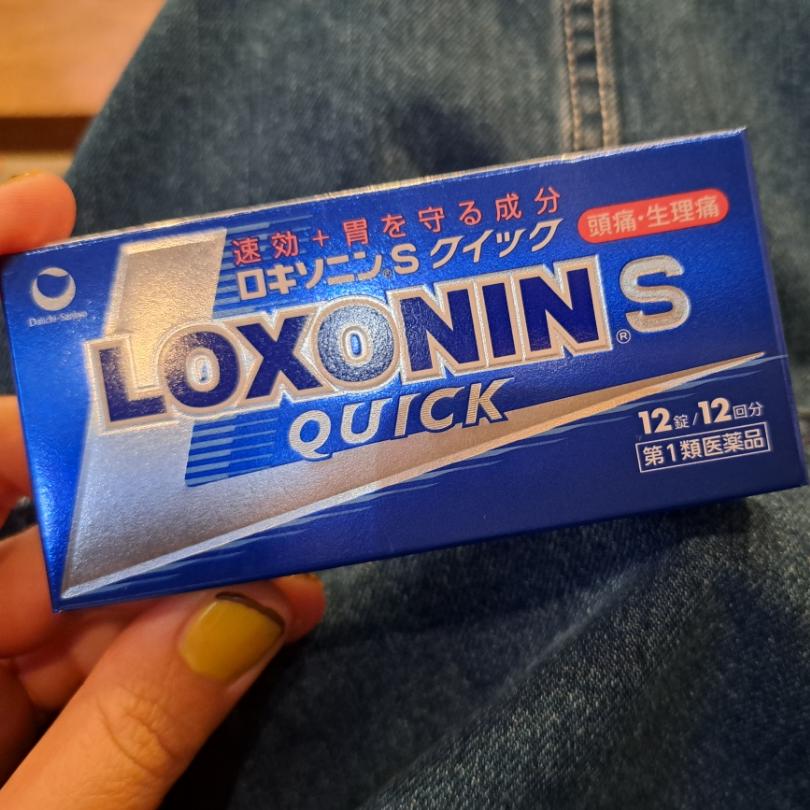 速効+胃を守る成分
ロキソニン®Sクイック
頭痛・生理痛
Daiichi-Sankyo
LOXONIN®S
QUICK
12錠/12回分
第1類医薬品